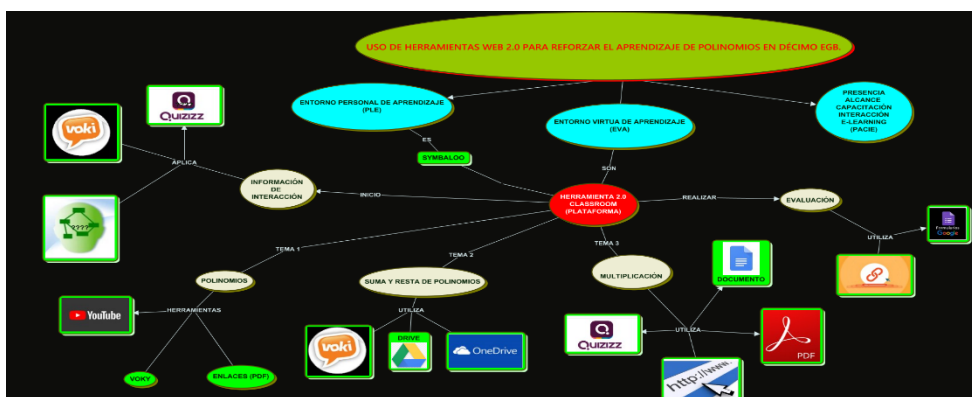 USO DE HERRAMIENTAS WEB 2.0 PARA REFORZAR EL APRENDIZAJE DE POLINOMIOS EN DÉCIMO EGB.
ENTORNO PERSONAL DE APRENDIZAJE
(PLE)
ENTORNO VIRTUA DE APRENDIZAJE
(EVA)
PRESENCIA
ALCANCE
CAPACITACIÓN
INTERACCIÓN
E-LEARNING
(PACIE)
ES
SYMBALOO
SON
HERRAMIENTA 2.0
CLASSROOM
(PLATAFORMA)
INICIO
INFORMACIÓN
DE
INTERACCIÓN
APLICA
voki
QUIZIZZ
????
REALIZAR
EVALUACIÓN
UTILIZA
Formularios
Google
TEMA 1
POLINOMIOS
HERRAMIENTAS
YouTube
VOKY
ENLACES (PDF)
TEMA 2
SUMA Y RESTA DE POLINOMIOS
UTILIZA
voki
DRIVE
OneDrive
TEMA 3
MULTIPLICACIÓN
UTILIZA
DOCUMENTO
QUIZIZZ
http://www.
PDF